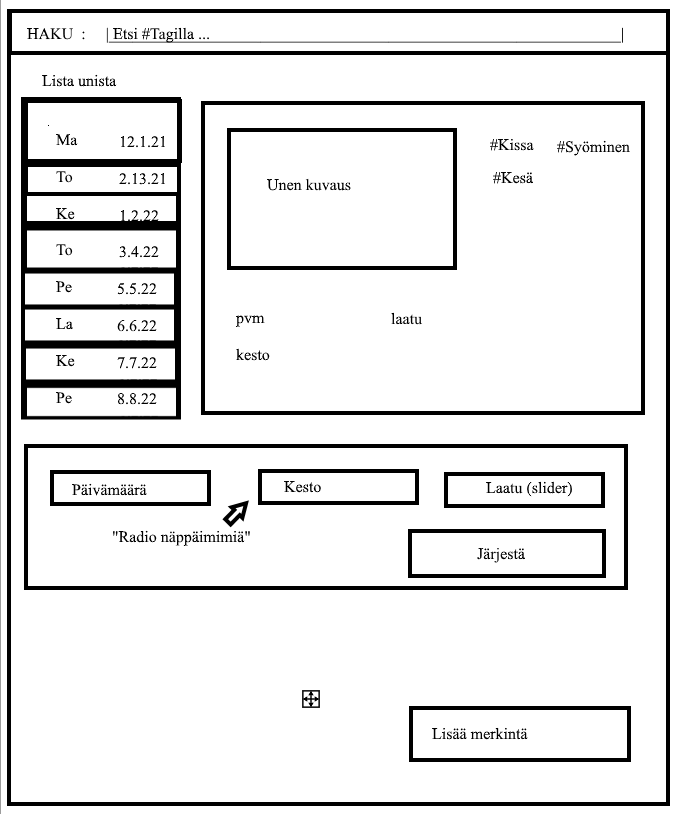 HAKU : Etsi #Tagilla ...
Lista unista
Ma 12.1.21
To 2.13.21
Ke 1.2.22
To 3.4.22
Pe 5.5.22
La 6.6.22
Ke 7.7.22
Pe 8.8.22
Unen kuvaus
#Kissa #Syöminen
#Kesä
pvm laatu
kesto
Päivämäärä Kesto Laatu (slider)
"Radio näppäimimiä"
Järjestä
Lisää merkintä